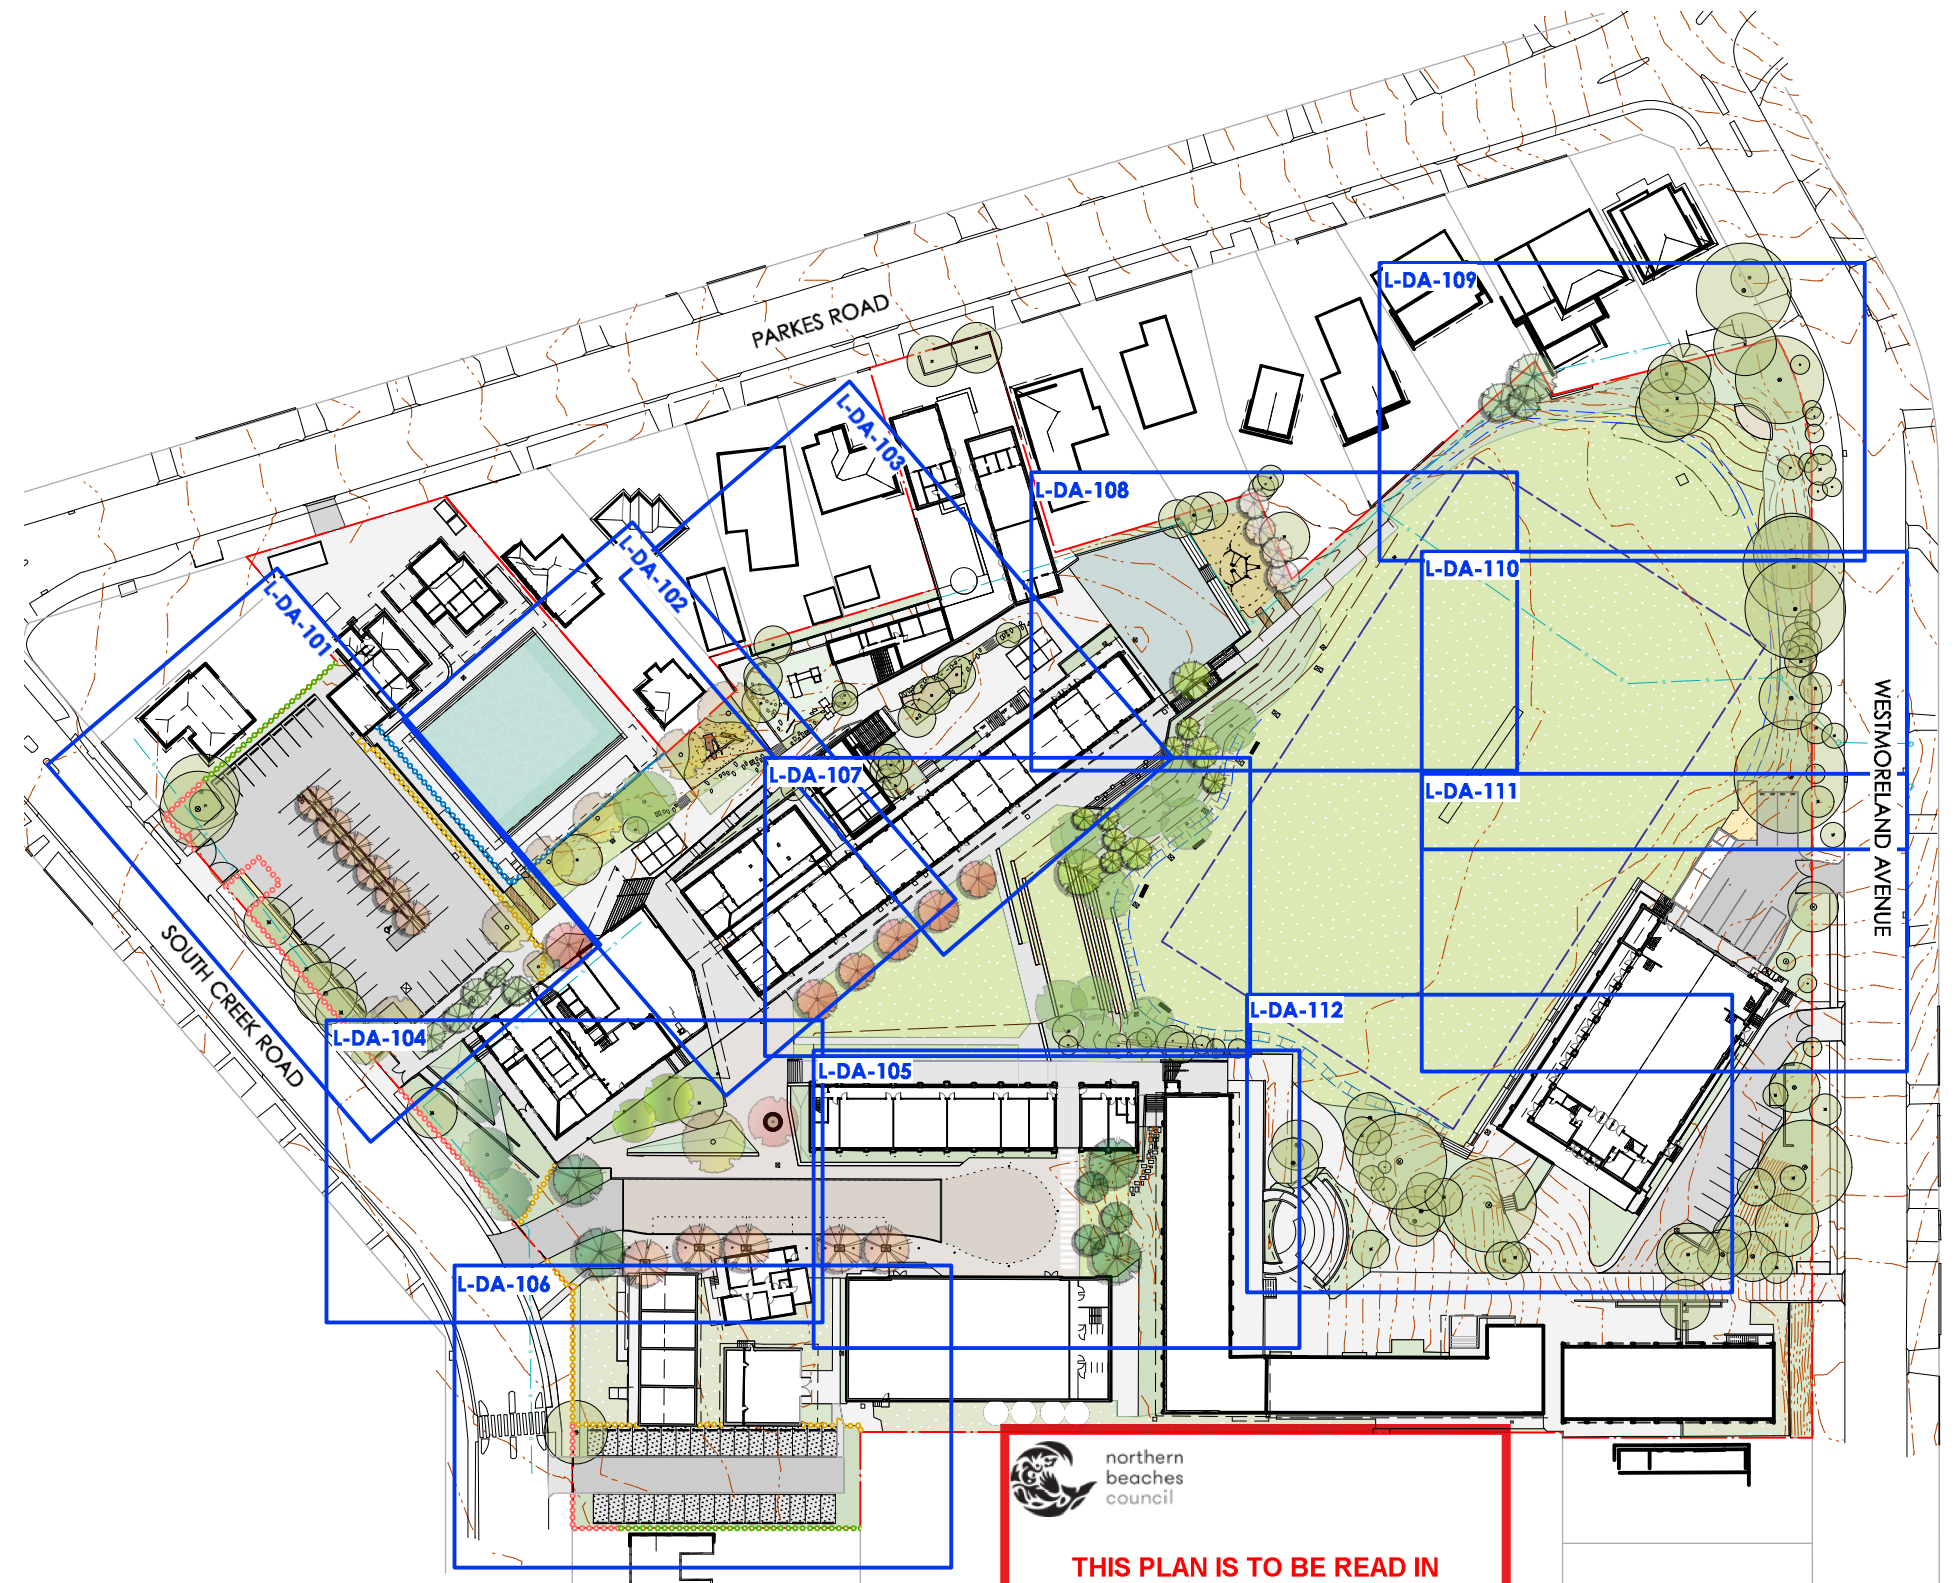 PARKES ROAD
L-DA-109
L-DA-103
L-DA-108
L-DA-102
L-DA-110
L-DA-101
WESTMORELAND AVENUE
L-DA-107
L-DA-111
SOUTH CREEK ROAD
L-DA-112
L-DA-104
L-DA-105
L-DA-106
northern
beaches
council
THIS PLAN IS TO BE READ IN